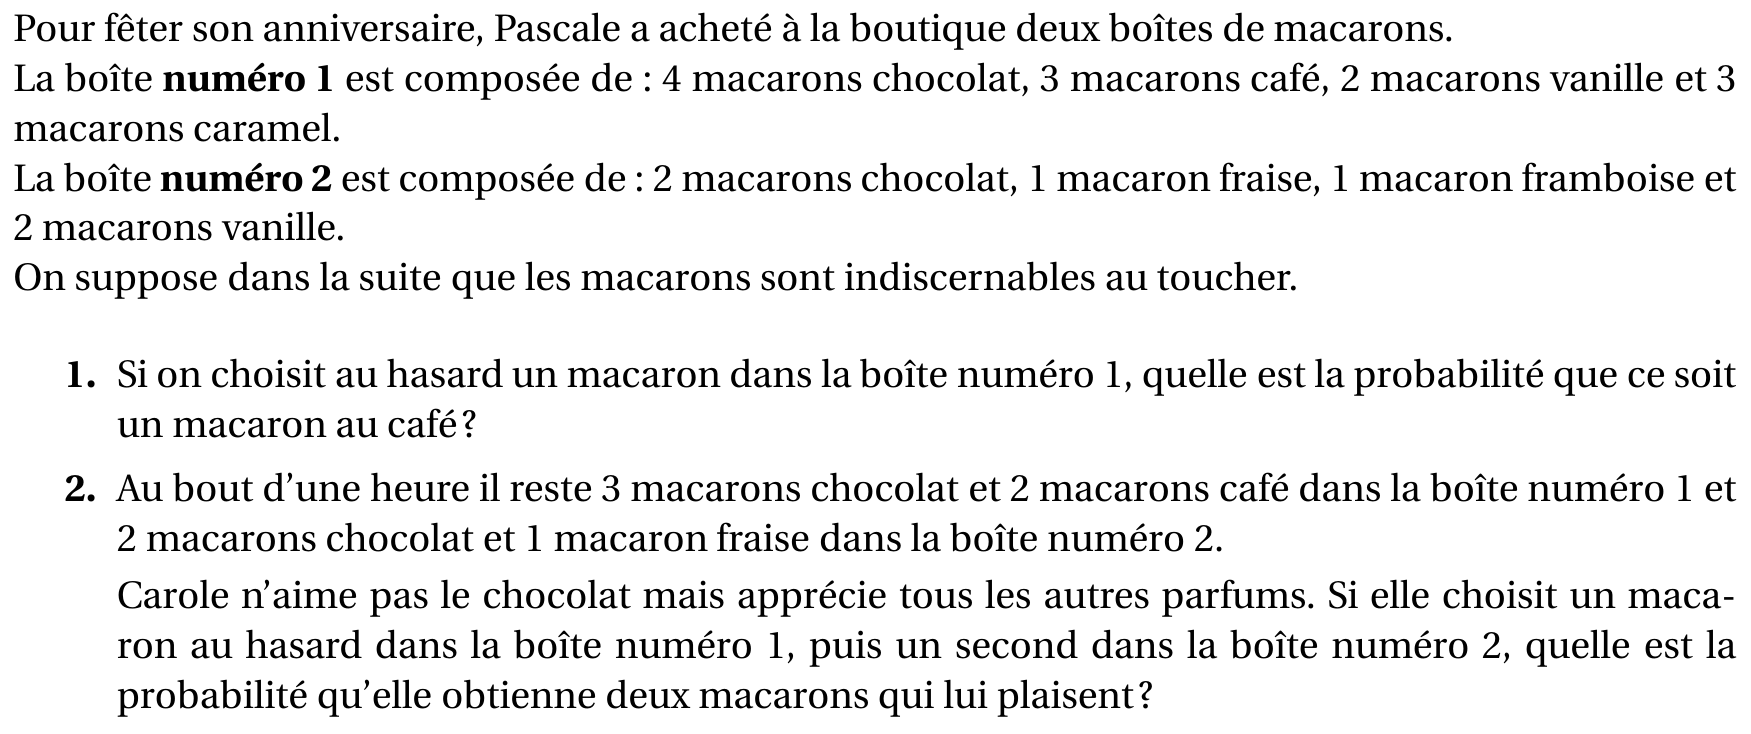 Pour fêter son anniversaire, Pascale a acheté à la boutique deux boîtes de macarons.
La boîte numéro 1 est composée de : 4 macarons chocolat, 3 macarons café, 2 macarons vanille et 3
macarons caramel.
La boîte numéro 2 est composée de : 2 macarons chocolat, 1 macaron fraise, 1 macaron framboise et
2 macarons vanille.
On suppose dans la suite que les macarons sont indiscernables au toucher.
1. Si on choisit au hasard un macaron dans la boîte numéro 1, quelle est la probabilité que ce soit
un macaron au café ?
2. Au bout d'une heure il reste 3 macarons chocolat et 2 macarons café dans la boîte numéro 1 et
2 macarons chocolat et 1 macaron fraise dans la boîte numéro 2.
Carole n'aime pas le chocolat mais apprécie tous les autres parfums. Si elle choisit un maca-
ron au hasard dans la boîte numéro 1, puis un second dans la boîte numéro 2, quelle est la
probabilité qu'elle obtienne deux macarons qui lui plaisent ?